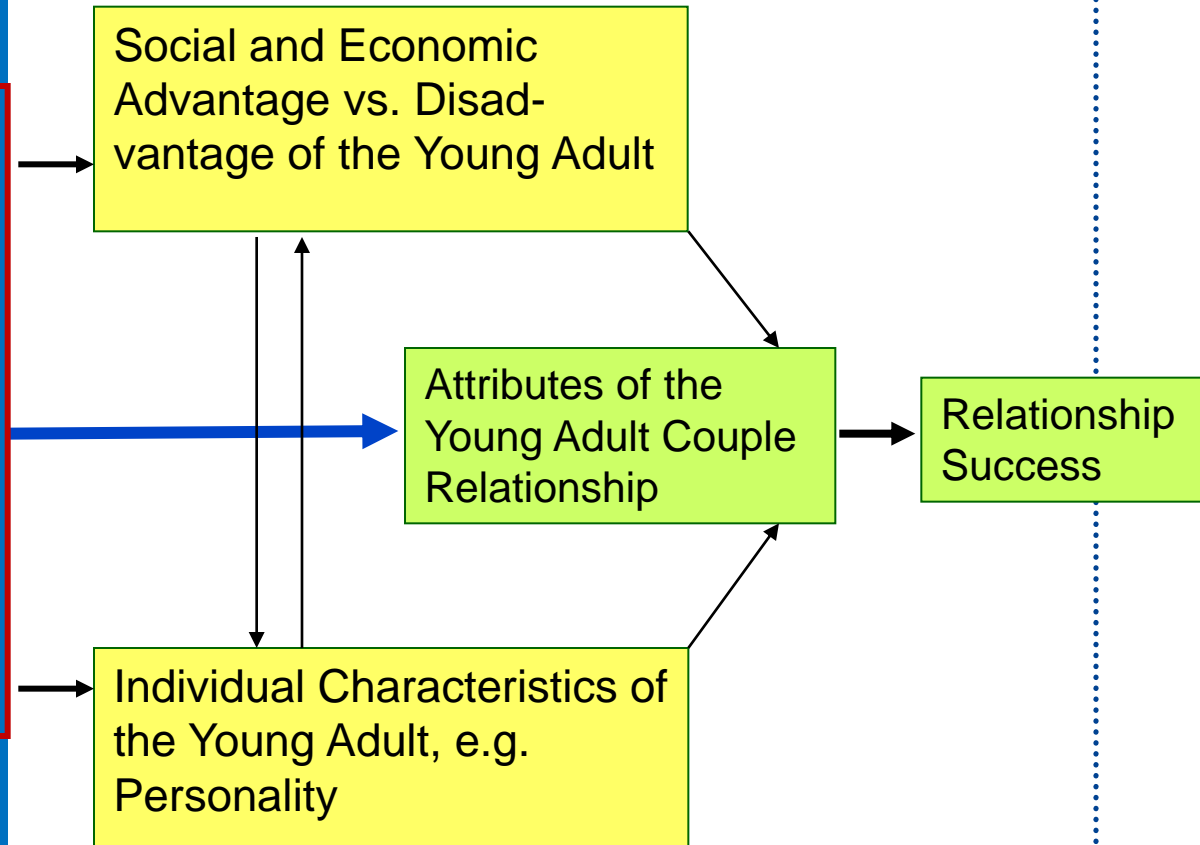 Social and Economic
Advantage vs. Disad-
vantage of the Young Adult
Attributes of the
Young Adult Couple
Relationship
Relationship
Success
Individual Characteristics of
the Young Adult, e.g.
Personality